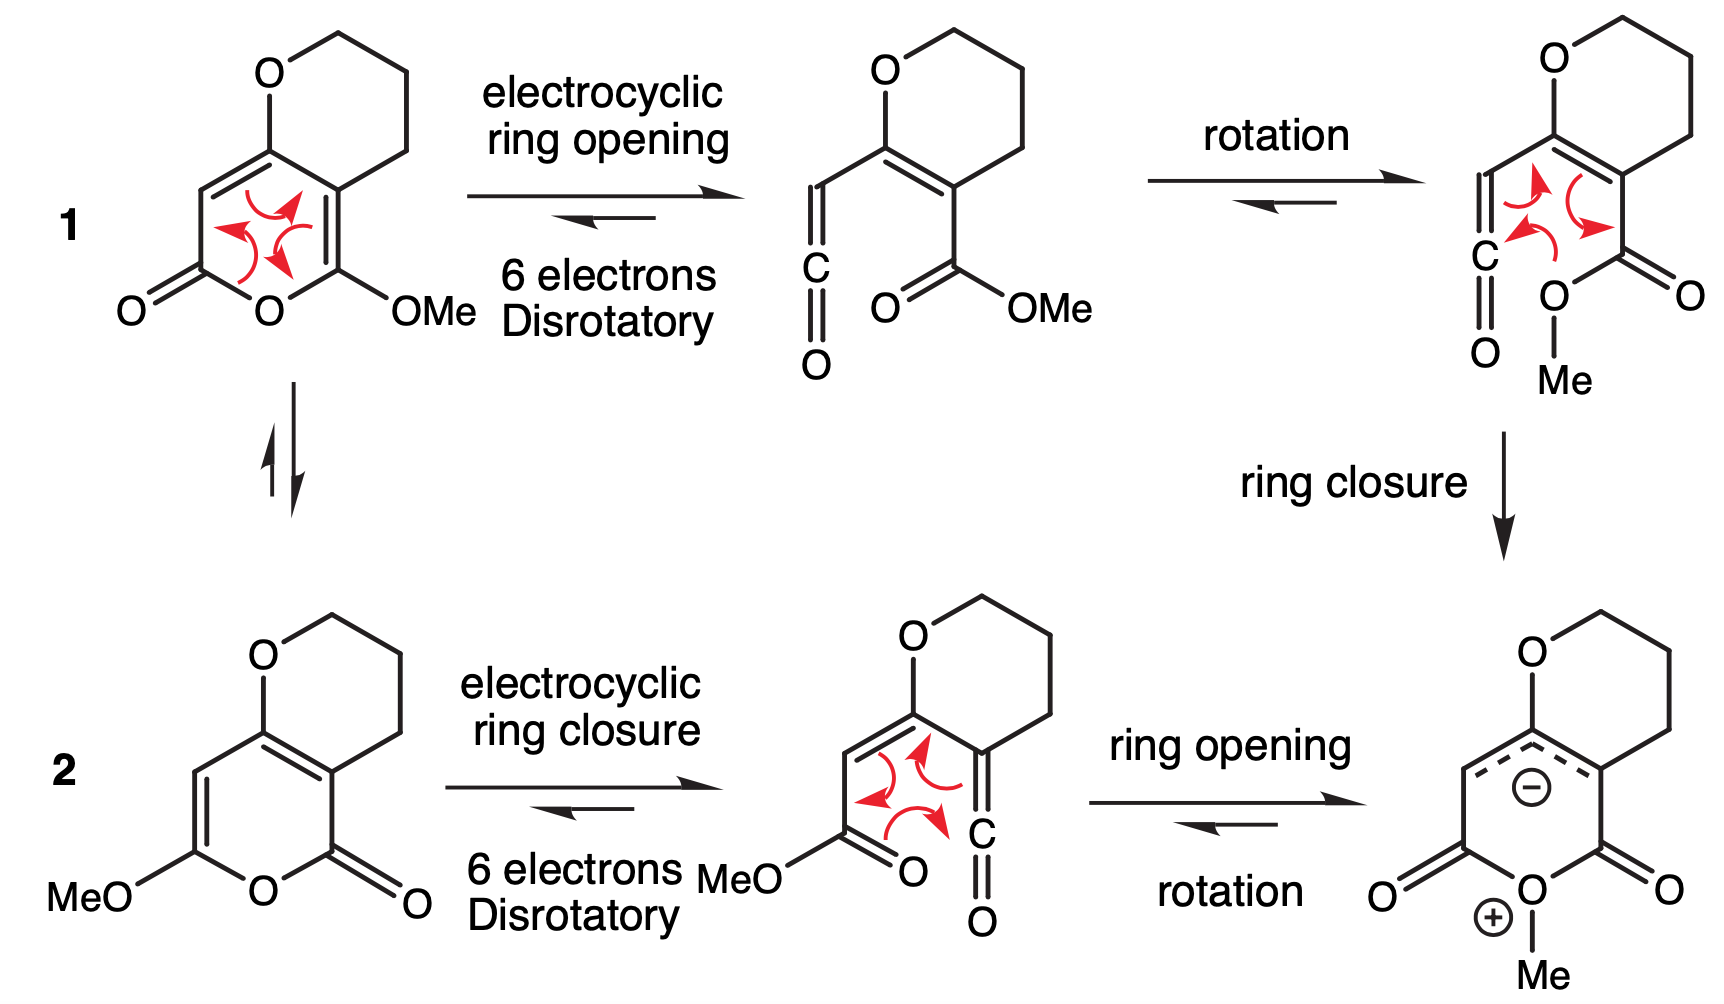 O
electrocyclic
ring opening
6 electrons
Disrotatory
1
O
O
OMe
O
C
O
O
OMe
rotation
O
C
O
O
O
Me
ring closure
2
O
MeO
O
O
electrocyclic
ring closure
6 electrons
Disrotatory
O
MeO
O
C
O
ring opening
rotation
O
−
O
O
O
+
Me